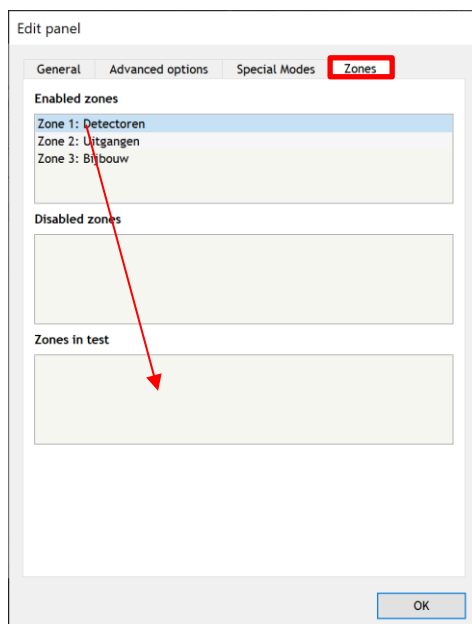 Edit panel
General Advanced options Special Modes Zones
Enabled zones
Zone 1: Detectoren
Zone 2: Uitgangen
Zone 3: Bijbouw
Disabled zones
Zones in test
OK